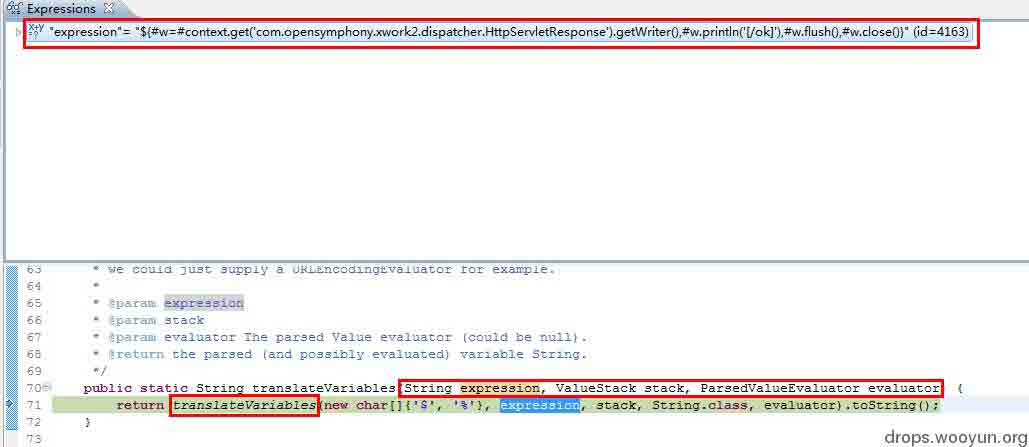 Expressions
"expression"= "${#w=#context.get('com.opensymphony.xwork2.dispatcher.HttpServletResponse').getWriter(),#w.println('[/ok]'),#w.flush(),#w.close()}" (id=4163)
63 * we could just supply a URLEncodingEvaluator for example.
64 *
65 * @param expression
66 * @param stack
67 * @param evaluator The parsed Value evaluator (could be null).
68 * @return the parsed (and possibly evaluated) variable String.
69 */
70 public static String translateVariables(String expression, ValueStack stack, ParsedValueEvaluator evaluator) {
71 return translateVariables(new char[]{'$', '%'}, expression, stack, String.class, evaluator).toString();
72 }
73
drops.wooyun.org